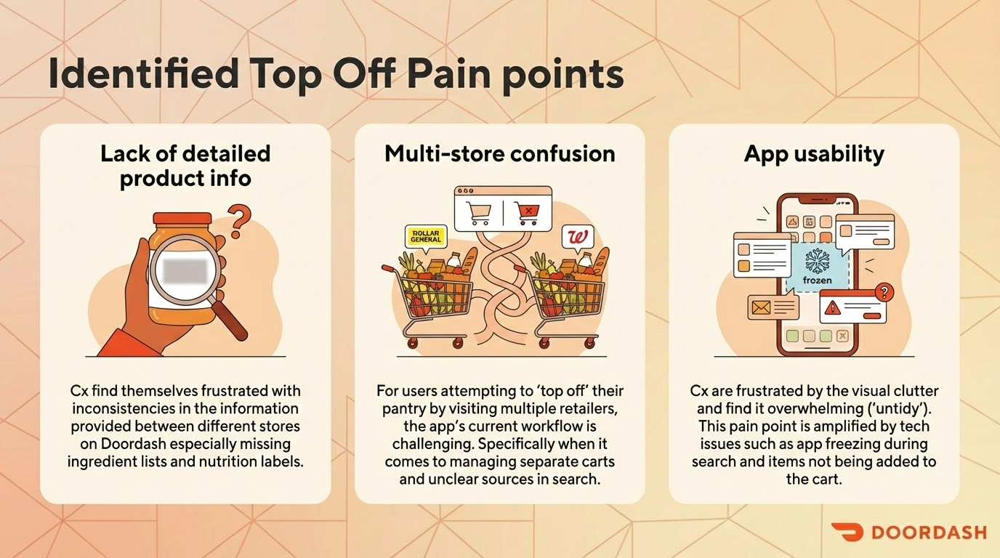 Identified Top Off Pain points
Lack of detailed
product info
?
Cx find themselves frustrated with
inconsistencies in the information
provided between different stores
on Doordash especially missing
ingredient lists and nutrition labels.
Multi-store confusion
DOLLAR
GENERAL
W
For users attempting to ‘top off’ their
pantry by visiting multiple retailers,
the app’s current workflow is
challenging. Specifically when it
comes to managing separate carts
and unclear sources in search.
App usability
frozen
?
Cx are frustrated by the visual clutter
and find it overwhelming (‘untidy’).
This pain point is amplified by tech
issues such as app freezing during
search and items not being added to
the cart.
DOORDASH